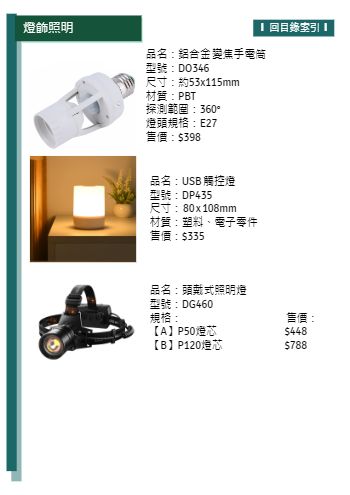 燈飾照明
回目錄索引
品名：鋁合金變焦手電筒
型號：DO346
尺寸：約53x115mm
材質：PBT
探測範圍：360°
燈頭規格：E27
售價：$398
品名：USB 觸控燈
型號：DP435
尺寸： 80 x 108mm
材質：塑料、電子零件
售價：$335
品名：頭戴式照明燈
型號：DG460
規格： 售價：
【A】P50燈芯 $448
【B】P120燈芯 $788